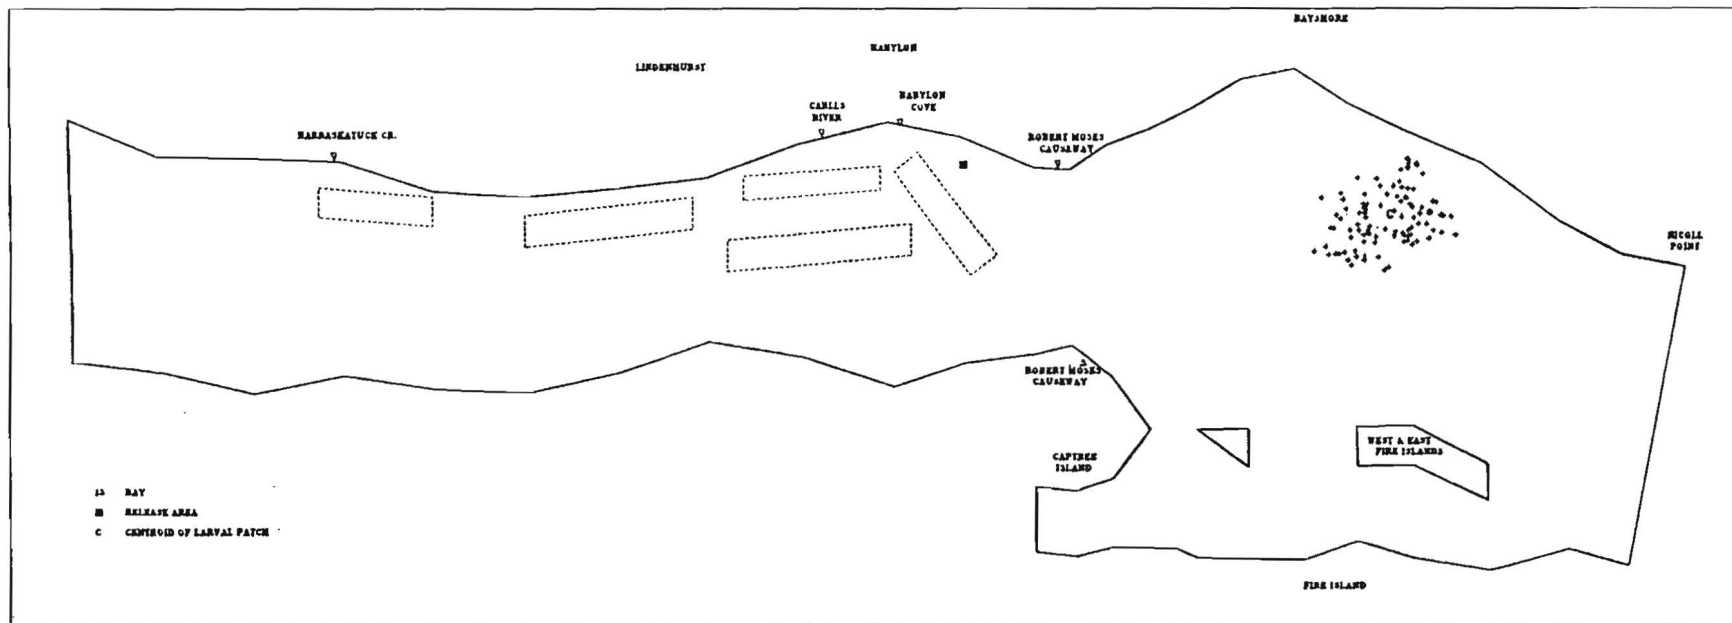 BAYSHORE
BABYLON
LINDENHURST
BABYLON
COVE
CARLLS
RIVER
NARRASKATUCK CR.
ROBERT MOSES
CAUSEWAY
C
NICOLL
POINT
ROBERT MOSES
CAUSEWAY
WEST & EAST
FIRE ISLANDS
CAPTREE
ISLAND
DAY
RELEASE AREA
C CENTROID OF LARVAL PATCH
FIRE ISLAND